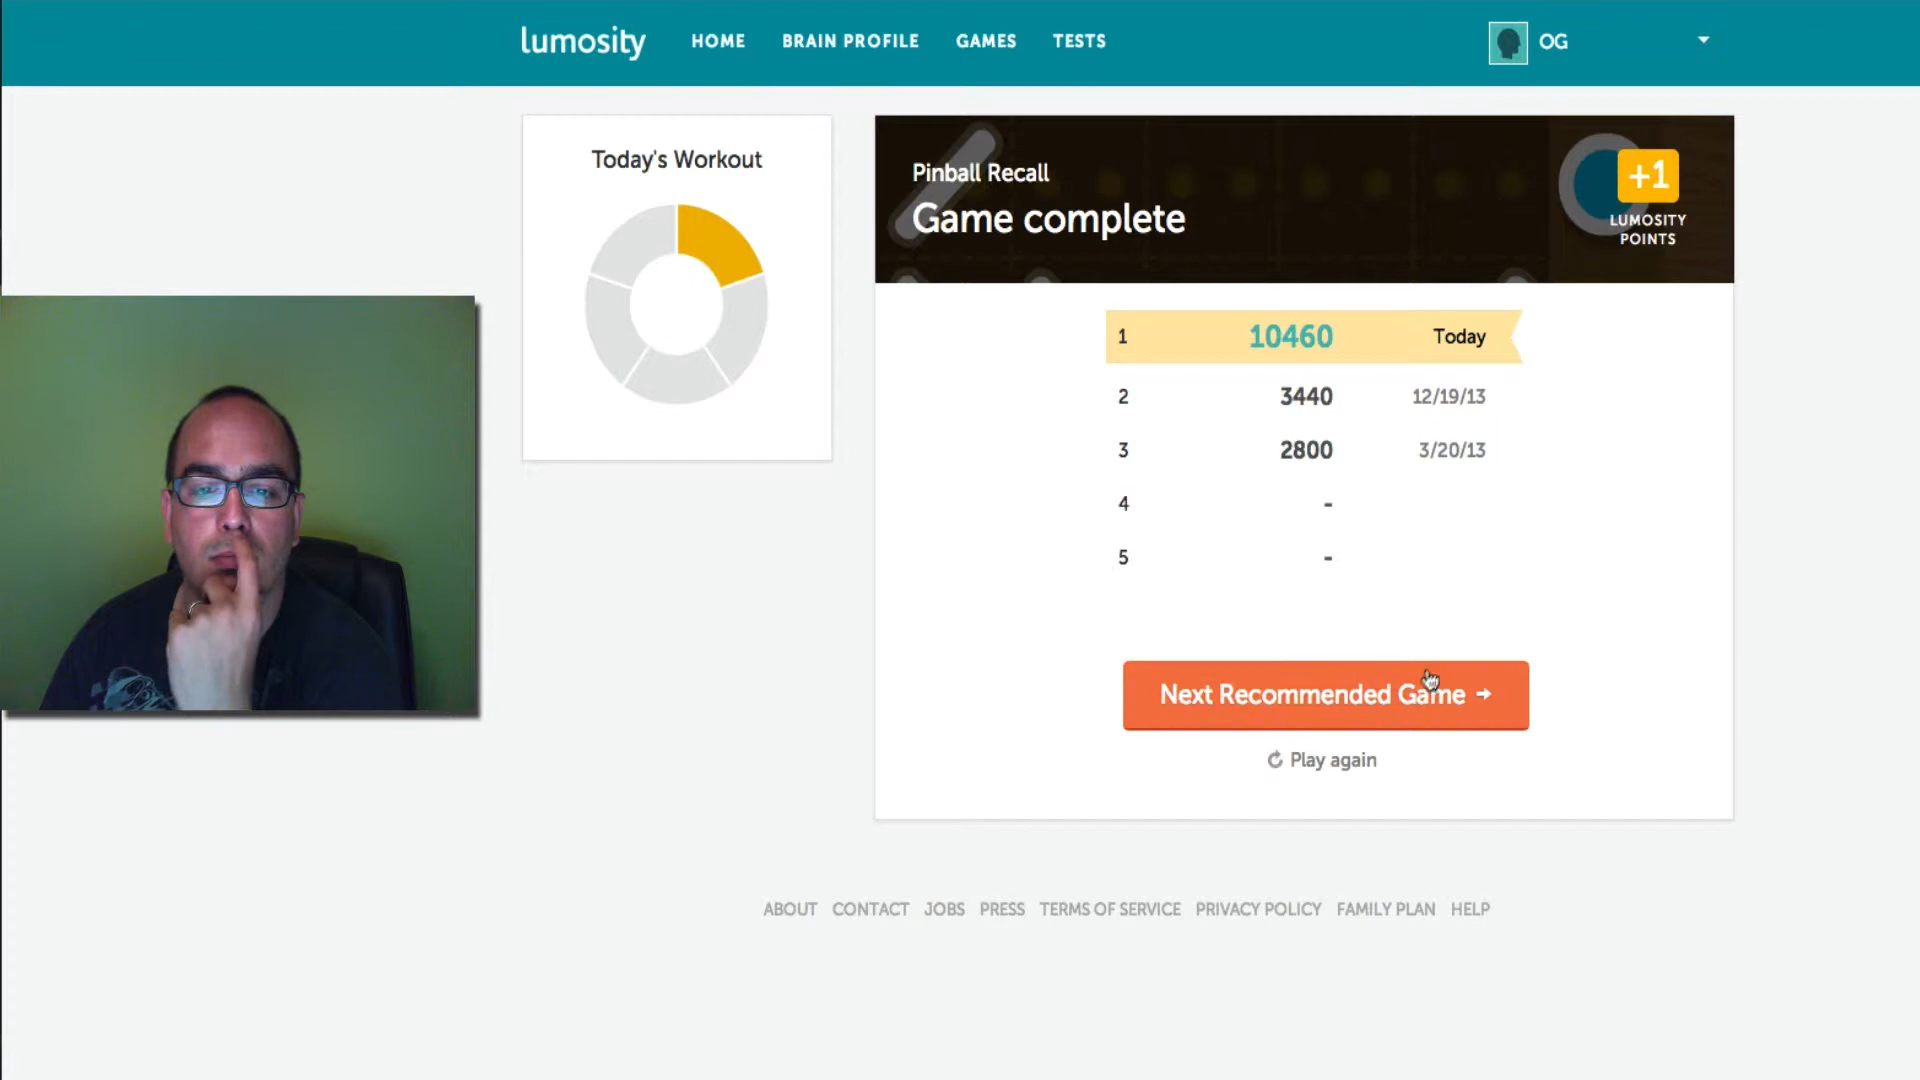 lumosity
HOME
BRAIN PROFILE
GAMES
TESTS
OG
Today's Workout
Pinball Recall
Game complete
+1
LUMOSITY
POINTS
1 10460 Today
2 3440 12/19/13
3 2800 3/20/13
4 -
5 -
Next Recommended Game →
Play again
ABOUT CONTACT JOBS PRESS TERMS OF SERVICE PRIVACY POLICY FAMILY PLAN HELP